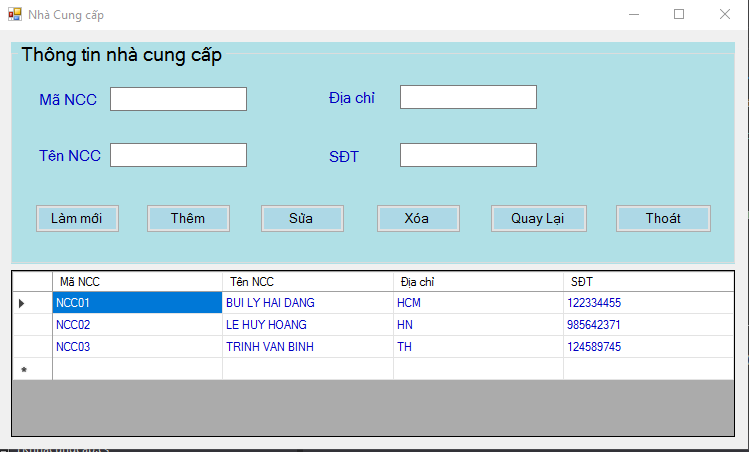 Nhà Cung cấp
Thông tin nhà cung cấp
Mã NCC
Địa chỉ
Tên NCC
SĐT
Làm mới Thêm Sửa Xóa Quay Lại Thoát
Mã NCC Tên NCC Địa chỉ SĐT
NCC01 BUI LY HAI DANG HCM 122334455
NCC02 LE HUY HOANG HN 985642371
NCC03 TRINH VAN BINH TH 124589745